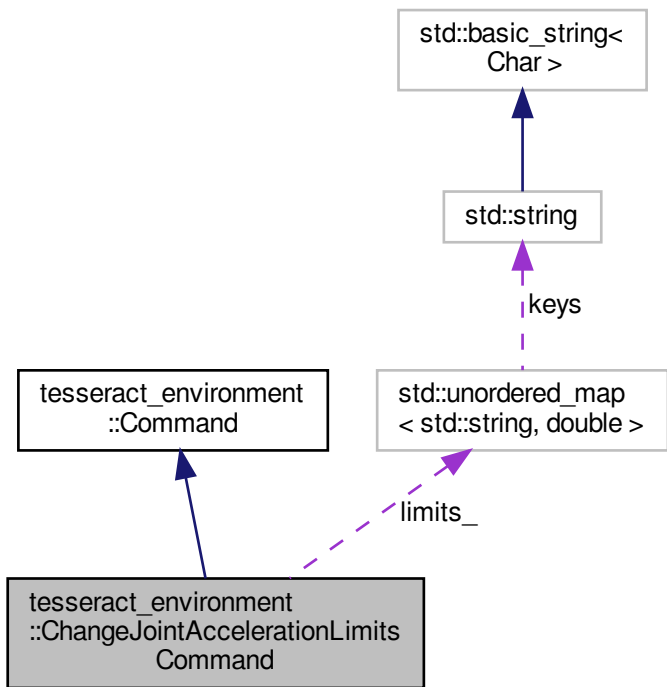 std::basic_string<
Char >
std::string
keys
tesseract_environment
::Command
std::unordered_map
< std::string, double >
limits_
tesseract_environment
::ChangeJointAccelerationLimits
Command